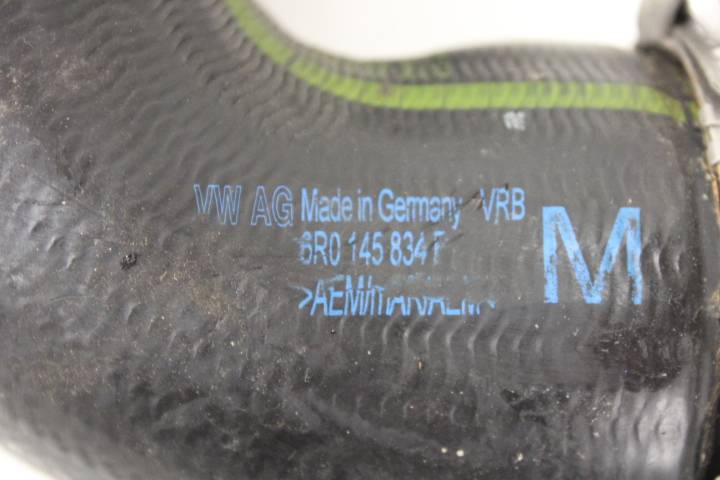 VW AG Made in Germany VRB
6R0 145 834 F
M